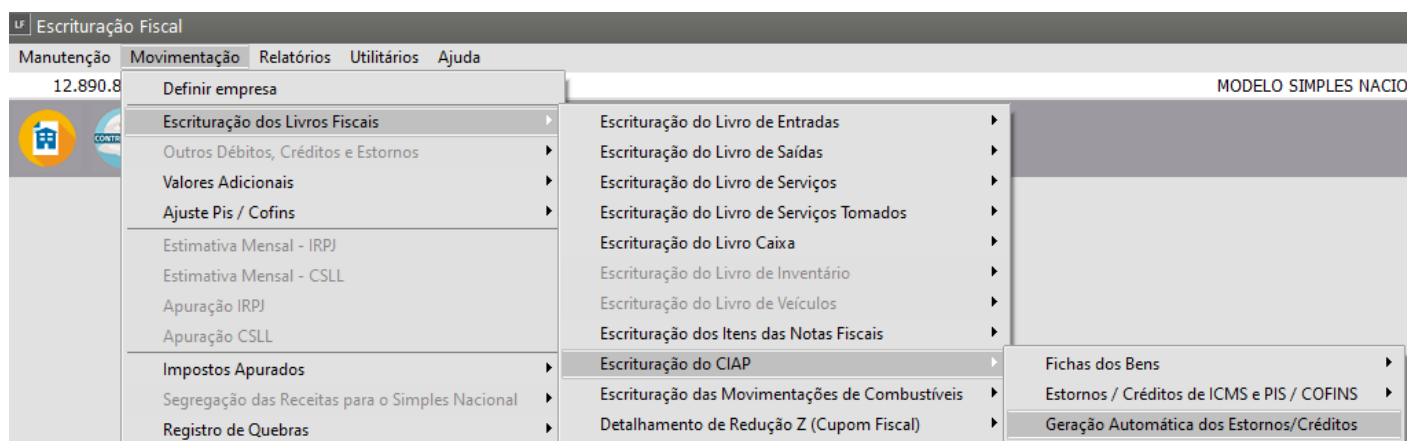 LF Escrituração Fiscal
Manutenção Movimentação Relatórios Utilitários Ajuda
12.890.8 MODELO SIMPLES NACIO
Definir empresa
Escrituração dos Livros Fiscais
Outros Débitos, Créditos e Estornos
Valores Adicionais
Ajuste Pis / Cofins
Estimativa Mensal - IRPJ
Estimativa Mensal - CSLL
Apuração IRPJ
Apuração CSLL
Impostos Apurados
Segregação das Receitas para o Simples Nacional
Registro de Quebras
Escrituração do Livro de Entradas
Escrituração do Livro de Saídas
Escrituração do Livro de Serviços
Escrituração do Livro de Serviços Tomados
Escrituração do Livro Caixa
Escrituração do Livro de Inventário
Escrituração do Livro de Veículos
Escrituração dos Itens das Notas Fiscais
Escrituração do CIAP
Escrituração das Movimentações de Combustíveis
Detalhamento de Redução Z (Cupom Fiscal)
Fichas dos Bens
Estornos / Créditos de ICMS e PIS / COFINS
Geração Automática dos Estornos/Créditos